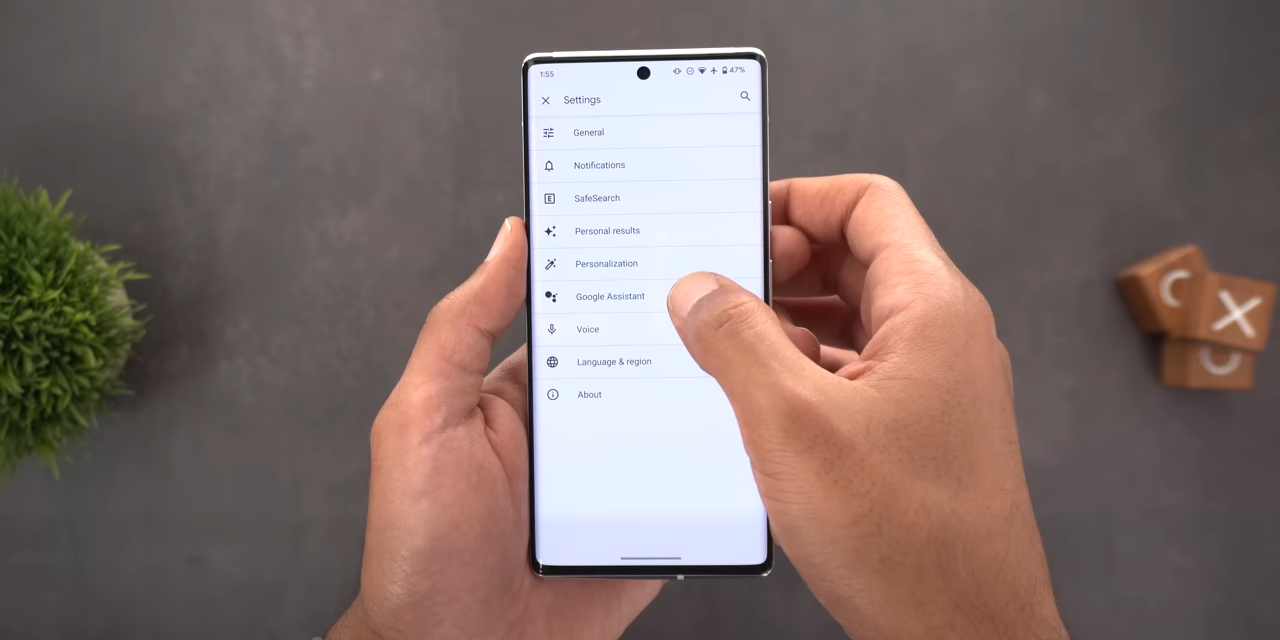 1:55
47%
Settings
General
Notifications
E SafeSearch
Personal results
Personalization
Google Assistant
Voice
Language & region
About
X